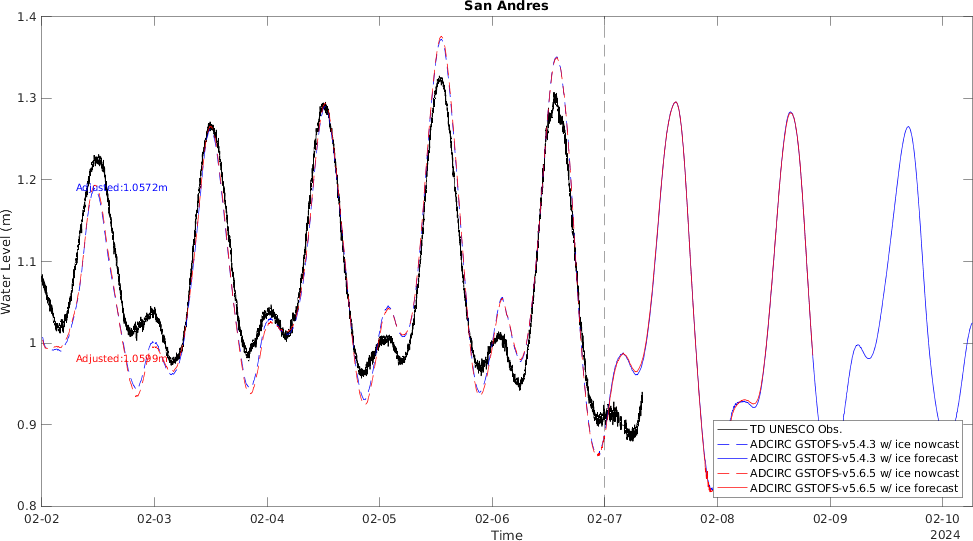 San Andres
1.4
1.3
1.2
1.1
1
0.9
0.8
Water Level (m)
Adjusted:1.0572m
Adjusted:1.0599m
TD UNESCO Obs.
ADCIRC GSTOFS-v5.4.3 w/ ice nowcast
ADCIRC GSTOFS-v5.4.3 w/ ice forecast
ADCIRC GSTOFS-v5.6.5 w/ ice nowcast
ADCIRC GSTOFS-v5.6.5 w/ ice forecast
02-02 02-03 02-04 02-05 02-06 02-07 02-08 02-09 02-10
Time
2024